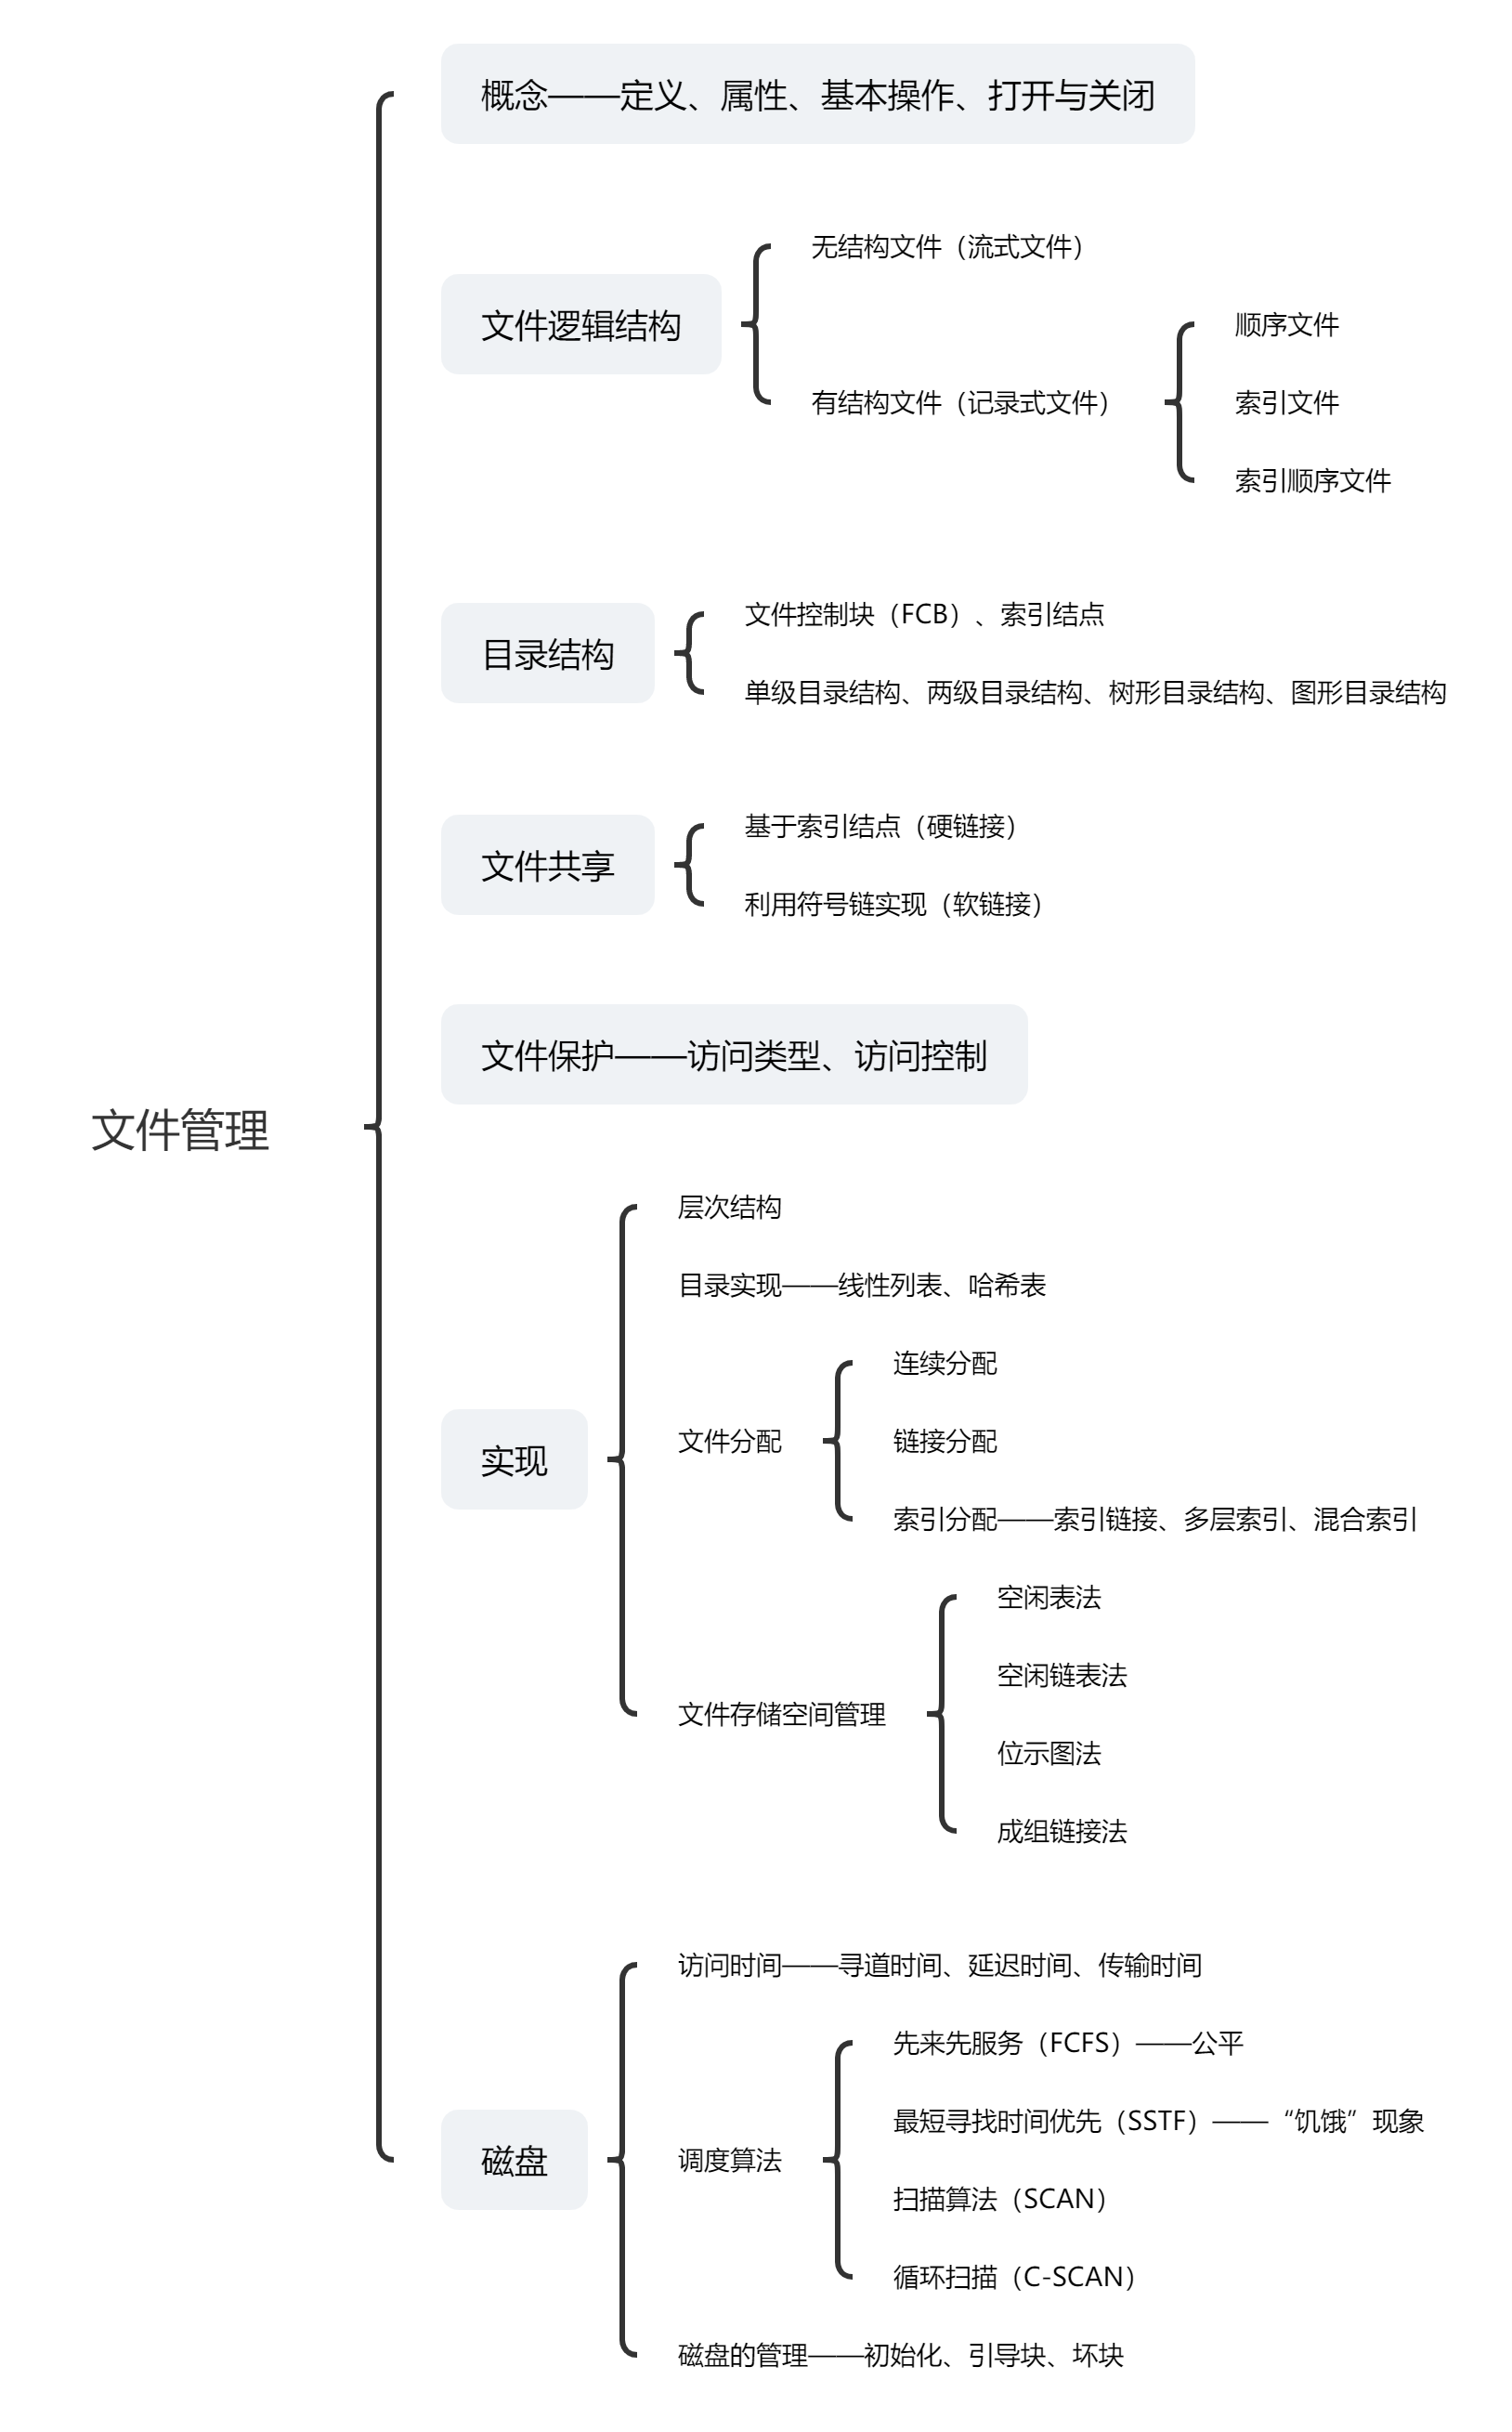 概念——定义、属性、基本操作、打开与关闭
无结构文件（流式文件）
文件逻辑结构
顺序文件
有结构文件（记录式文件）
索引文件
索引顺序文件
文件控制块（FCB）、索引结点
目录结构
单级目录结构、两级目录结构、树形目录结构、图形目录结构
基于索引结点（硬链接）
文件共享
利用符号链实现（软链接）
文件保护——访问类型、访问控制
文件管理
层次结构
目录实现——线性列表、哈希表
连续分配
文件分配
链接分配
实现
索引分配——索引链接、多层索引、混合索引
空闲表法
空闲链表法
文件存储空间管理
位示图法
成组链接法
访问时间——寻道时间、延迟时间、传输时间
先来先服务（FCFS）——公平
最短寻找时间优先（SSTF）——“饥饿”现象
磁盘
调度算法
扫描算法（SCAN）
循环扫描（C-SCAN）
磁盘的管理——初始化、引导块、坏块